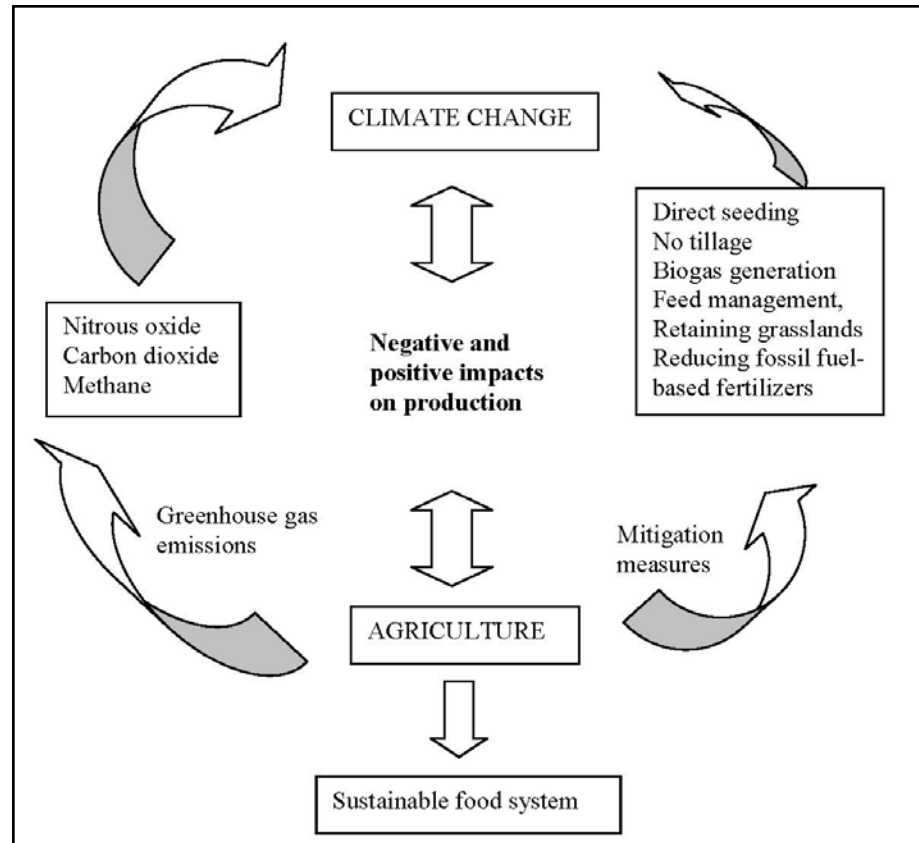 CLIMATE CHANGE
Direct seeding
No tillage
Biogas generation
Feed management,
Retaining grasslands
Reducing fossil fuel-
based fertilizers
Nitrous oxide
Carbon dioxide
Methane
Negative and
positive impacts
on production
Greenhouse gas
emissions
Mitigation
measures
AGRICULTURE
Sustainable food system